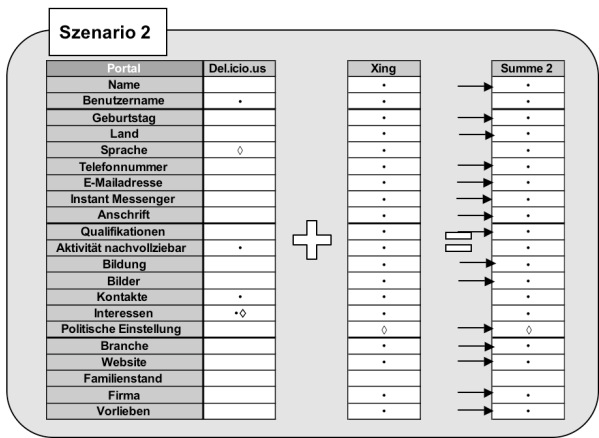 Szenario 2
Portal Del.icio.us Xing Summe 2
Name • •
Benutzername • • •
Geburtstag • •
Land • •
Sprache ◊ • •
Telefonnummer • •
E-Mailadresse • •
Instant Messenger • •
Anschrift • •
Qualifikationen • •
Aktivität nachvollziebar • • •
Bildung • •
Bilder • •
Kontakte • • •
Interessen •◊ • •
Politische Einstellung ◊ ◊
Branche • •
Website • •
Familienstand
Firma • •
Vorlieben • •